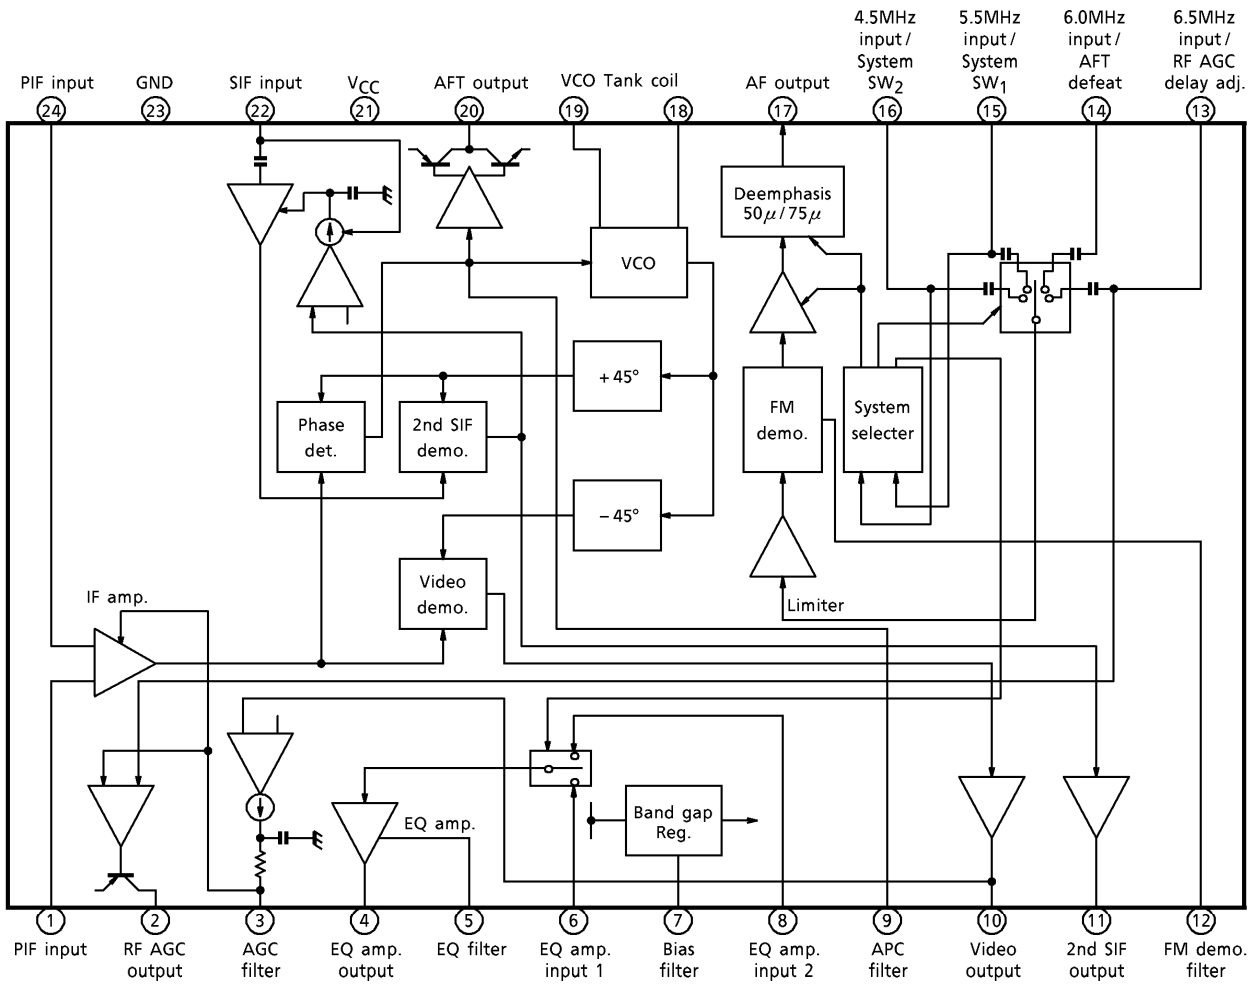 4.5MHz
input /
System
SW2
5.5MHz
input /
System
SW1
6.0MHz
input /
AFT
defeat
6.5MHz
input /
RF AGC
delay adj.
PIF input
GND
SIF input
VCC
AFT output
VCO Tank coil
AF output
24
23
22
21
20
19
18
17
16
15
14
13
Deemphasis
50μ / 75μ
VCO
+ 45°
Phase
det.
2nd SIF
demo.
FM
demo.
System
selecter
− 45°
Video
demo.
IF amp.
Limiter
EQ amp.
Band gap
Reg.
1
2
3
4
5
6
7
8
9
10
11
12
PIF input
RF AGC
output
AGC
filter
EQ amp.
output
EQ filter
EQ amp.
input 1
Bias
filter
EQ amp.
input 2
APC
filter
Video
output
2nd SIF
output
FM demo.
filter